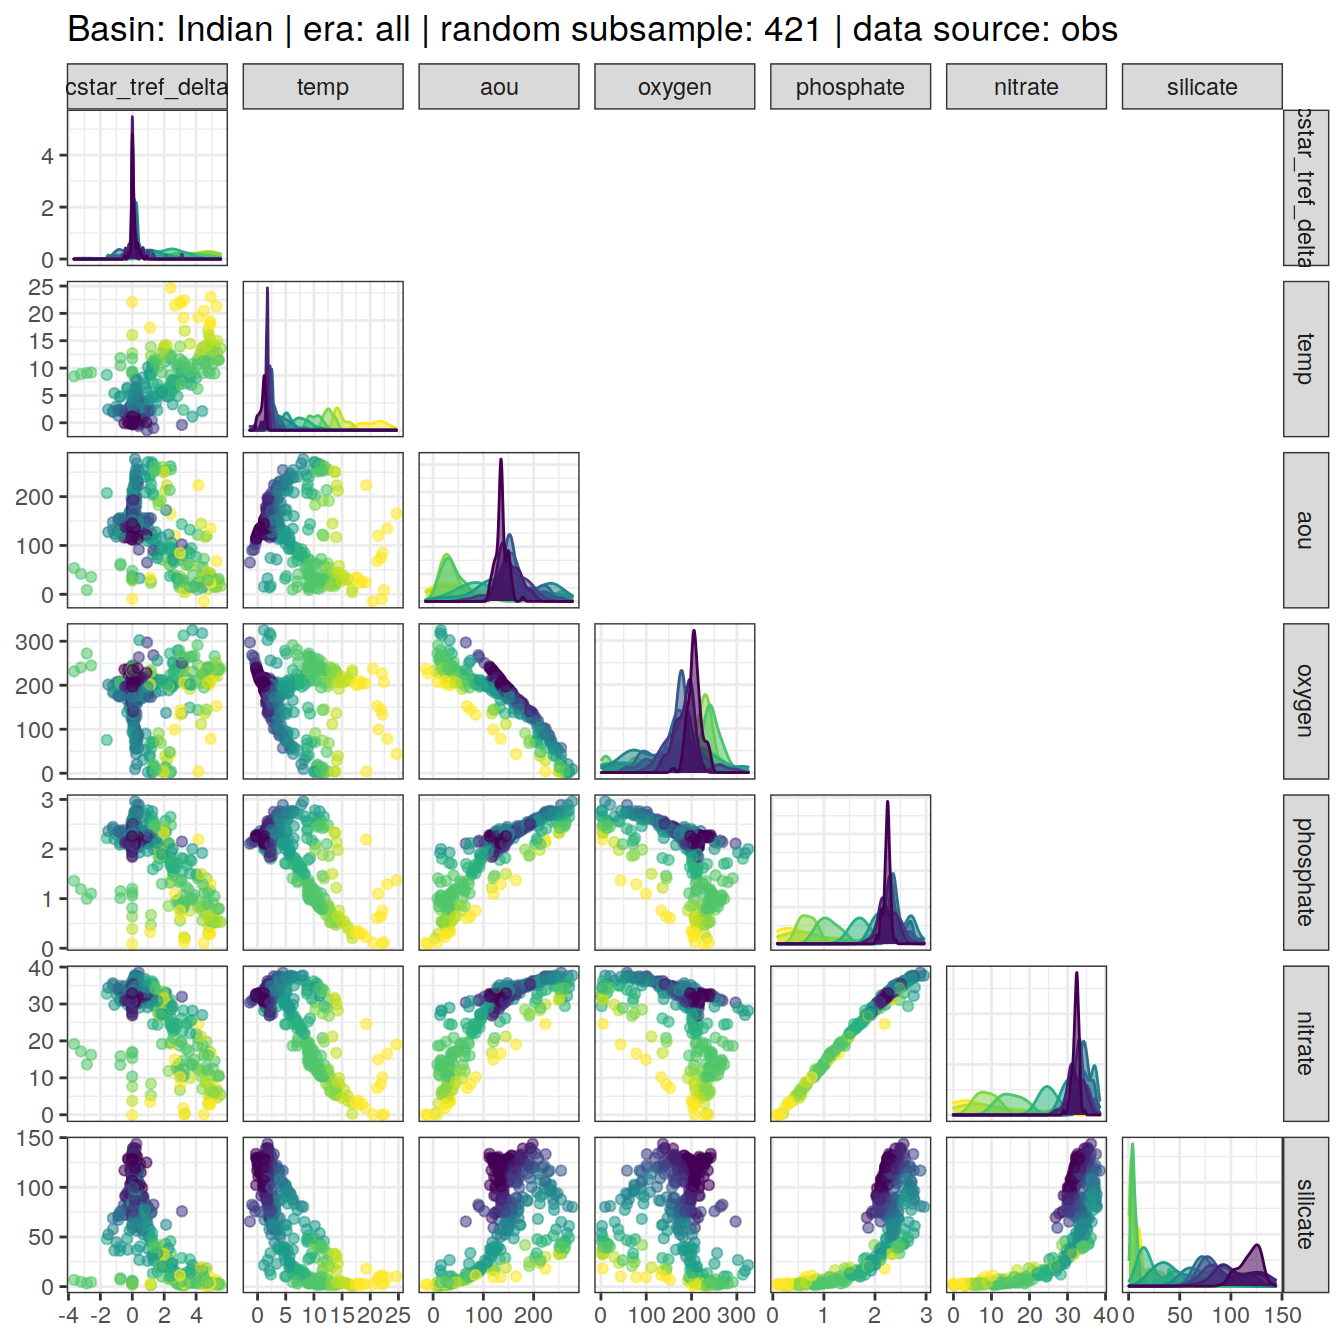 Basin: Indian | era: all | random subsample: 421 | data source: obs
cstar_tref_delta temp aou oxygen phosphate nitrate silicate
4
2
0
cstar_tref_delta
25
20
15
10
5
0
temp
200
100
0
aou
300
200
100
0
oxygen
3
2
1
0
phosphate
40
30
20
10
0
nitrate
150
100
50
0
silicate
-4 -2 0 2 4 0 5 10 15 20 25 0 100 200 0 100 200 300 0 1 2 3 0 10 20 30 40 0 50 100 150